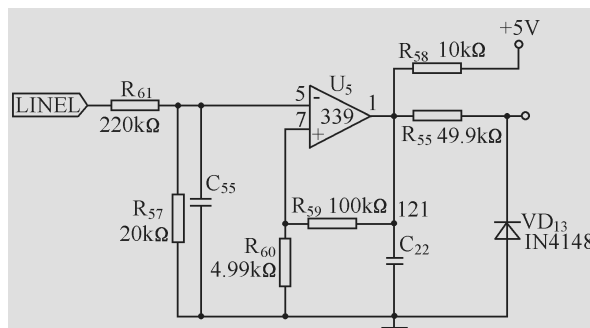 +5V
R58 10kΩ
LINEL
R61
220kΩ
5
-
U5
1
7
+
339
R55 49.9kΩ
C55
R57
20kΩ
R59 100kΩ
121
R60
4.99kΩ
C22
VD13
IN4148